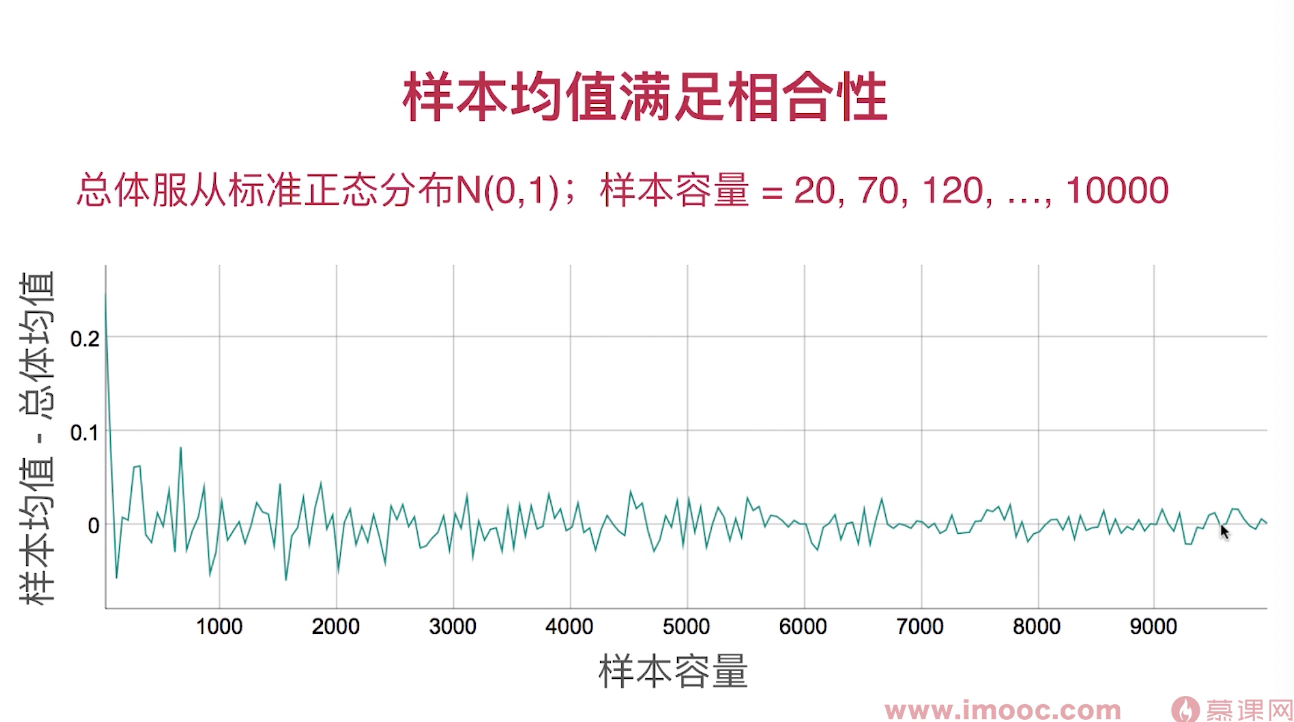 样本均值满足相合性
总体服从标准正态分布N(0,1)；样本容量 = 20, 70, 120, …, 10000
样本均值 - 总体均值
0.2
0.1
0
1000 2000 3000 4000 5000 6000 7000 8000 9000
样本容量
www.imooc.com 慕课网